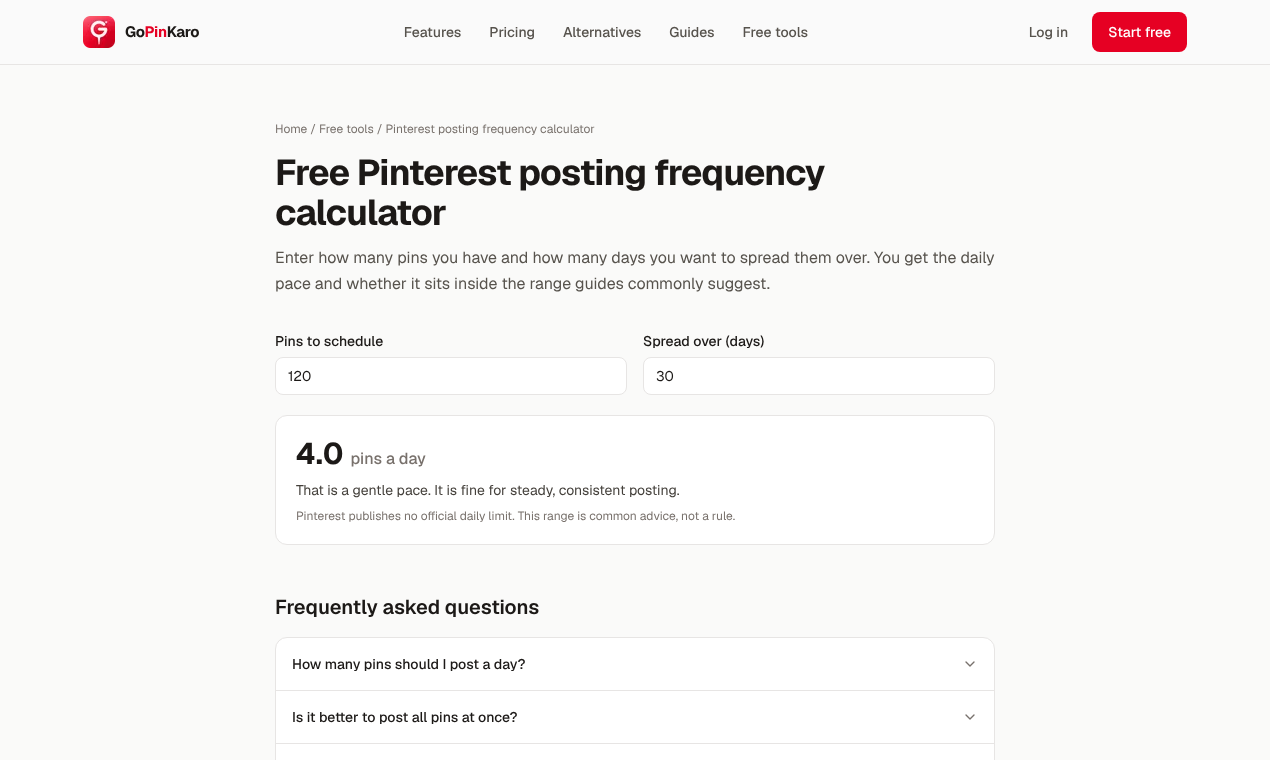 GoPinKaro
Features
Pricing
Alternatives
Guides
Free tools
Log in
Start free
Home / Free tools / Pinterest posting frequency calculator
Free Pinterest posting frequency
calculator
Enter how many pins you have and how many days you want to spread them over. You get the daily
pace and whether it sits inside the range guides commonly suggest.
Pins to schedule
Spread over (days)
120
30
4.0 pins a day
That is a gentle pace. It is fine for steady, consistent posting.
Pinterest publishes no official daily limit. This range is common advice, not a rule.
Frequently asked questions
How many pins should I post a day?
Is it better to post all pins at once?